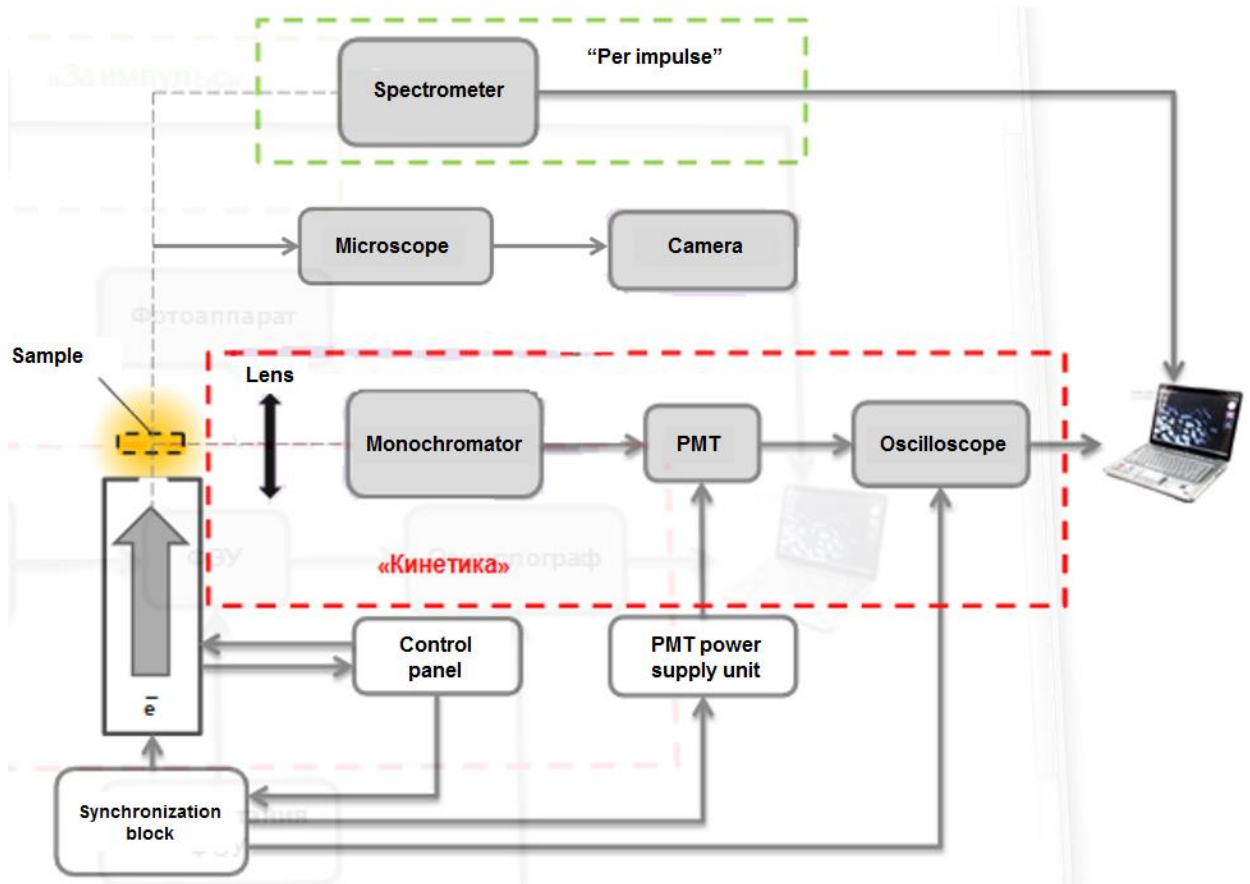 “Per impulse”
Spectrometer
«За импульс»
Microscope
Camera
Фотоаппарат
Sample
Lens
Monochromator
PMT
Oscilloscope
ФЭУ
«Кинетика»
Control
panel
PMT power
supply unit
e
Synchronization
block